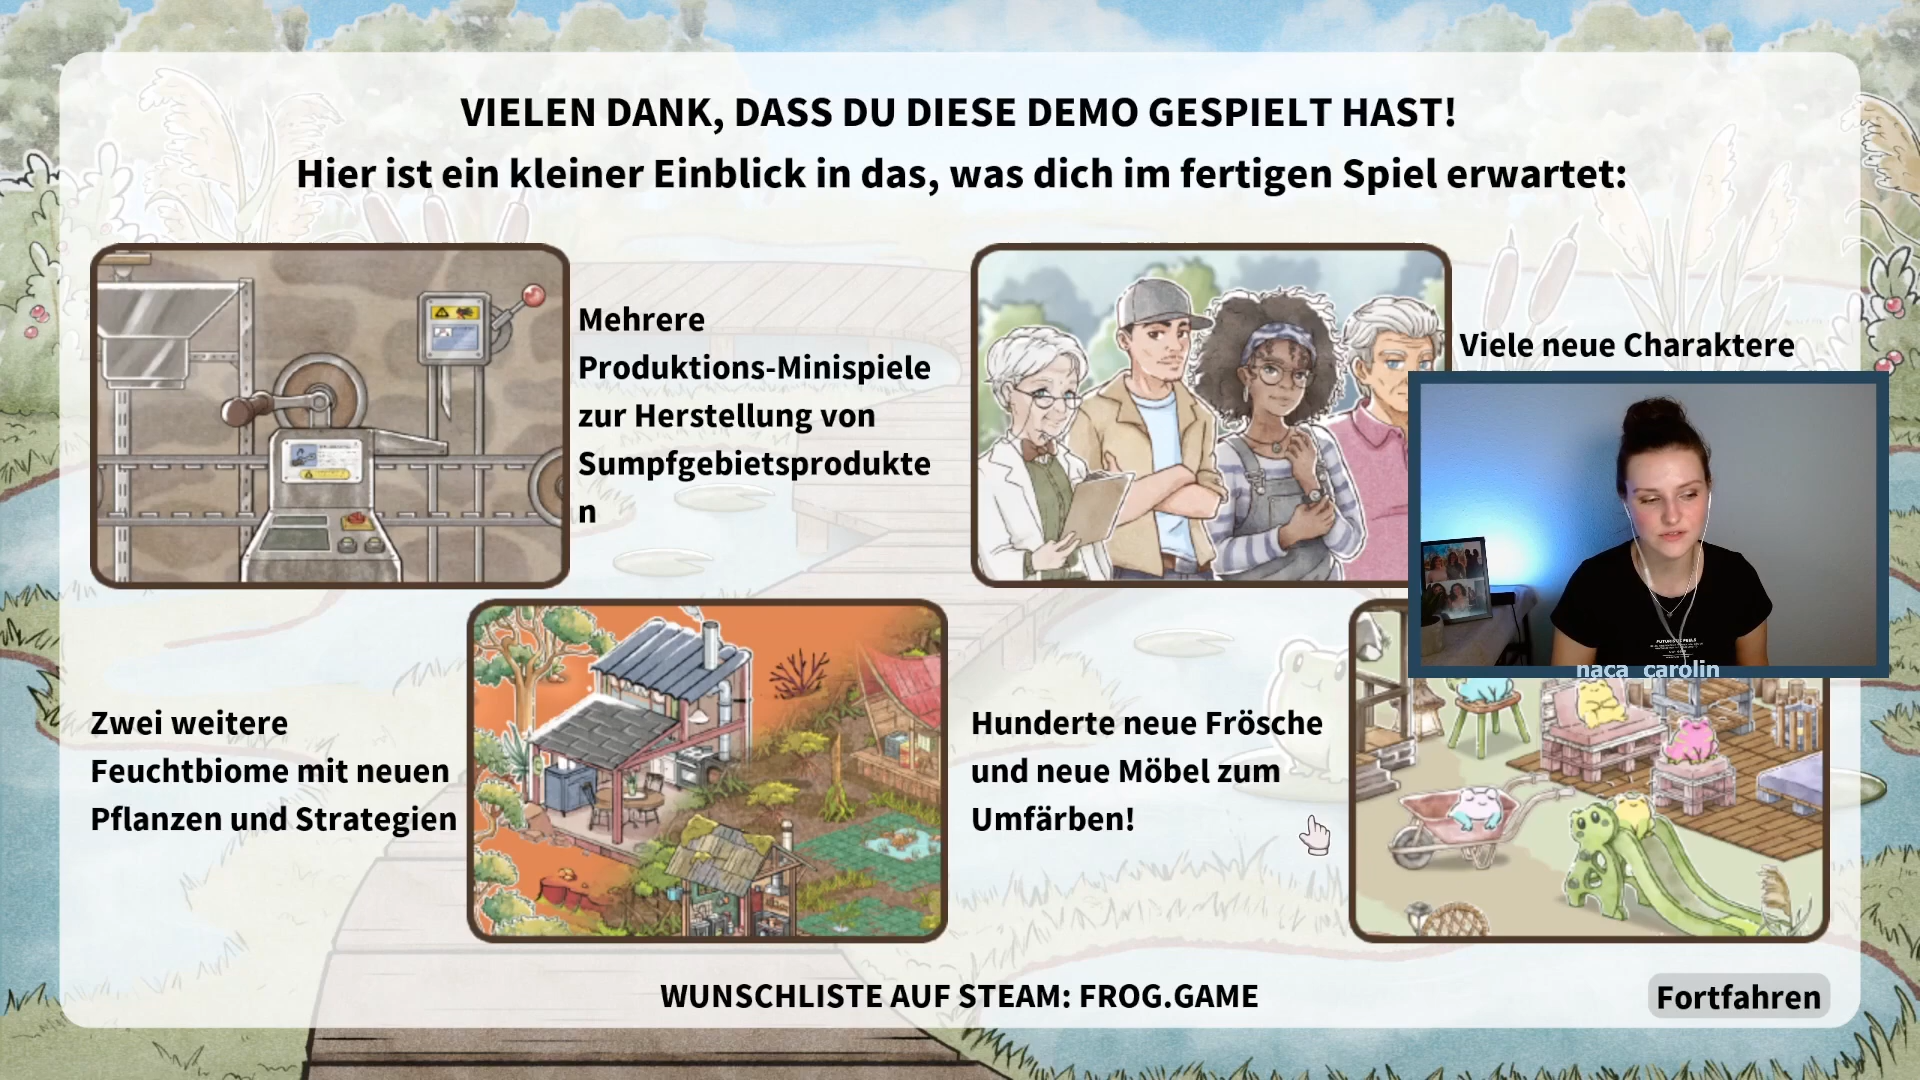 VIELEN DANK, DASS DU DIESE DEMO GESPIELT HAST!
Hier ist ein kleiner Einblick in das, was dich im fertigen Spiel erwartet:
Mehrere
Produktions-Minispiele
zur Herstellung von
Sumpfgebietsprodukte
n
Viele neue Charaktere
naca_carolin
Zwei weitere
Feuchtbiome mit neuen
Pflanzen und Strategien
Hunderte neue Frösche
und neue Möbel zum
Umfärben!
WUNSCHLISTE AUF STEAM: FROG.GAME
Fortfahren